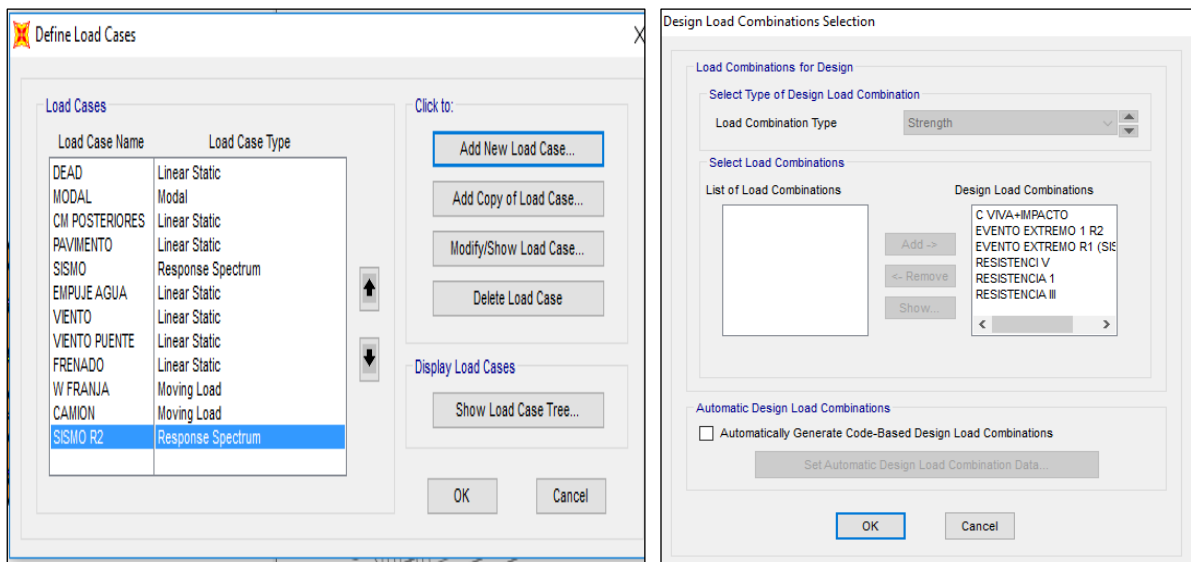 Define Load Cases
X
Load Cases
Load Case Name Load Case Type
DEAD Linear Static
MODAL Modal
CM POSTERIORES Linear Static
PAVIMENTO Linear Static
SISMO Response Spectrum
EMPUJE AGUA Linear Static
VIENTO Linear Static
VIENTO PUENTE Linear Static
FRENADO Linear Static
W FRANJA Moving Load
CAMION Moving Load
SISMO R2 Response Spectrum
Click to:
Add New Load Case...
Add Copy of Load Case...
Modify/Show Load Case...
Delete Load Case
Display Load Cases
Show Load Case Tree...
OK Cancel
Design Load Combinations Selection
Load Combinations for Design
Select Type of Design Load Combination
Load Combination Type Strength
Select Load Combinations
List of Load Combinations
Add ->
<- Remove
Show...
Design Load Combinations
C VIVA+IMPACTO
EVENTO EXTREMO 1 R2
EVENTO EXTREMO R1 (SIS
RESISTENCI V
RESISTENCIA 1
RESISTENCIA III
Automatic Design Load Combinations
Automatically Generate Code-Based Design Load Combinations
Set Automatic Design Load Combination Data...
OK Cancel